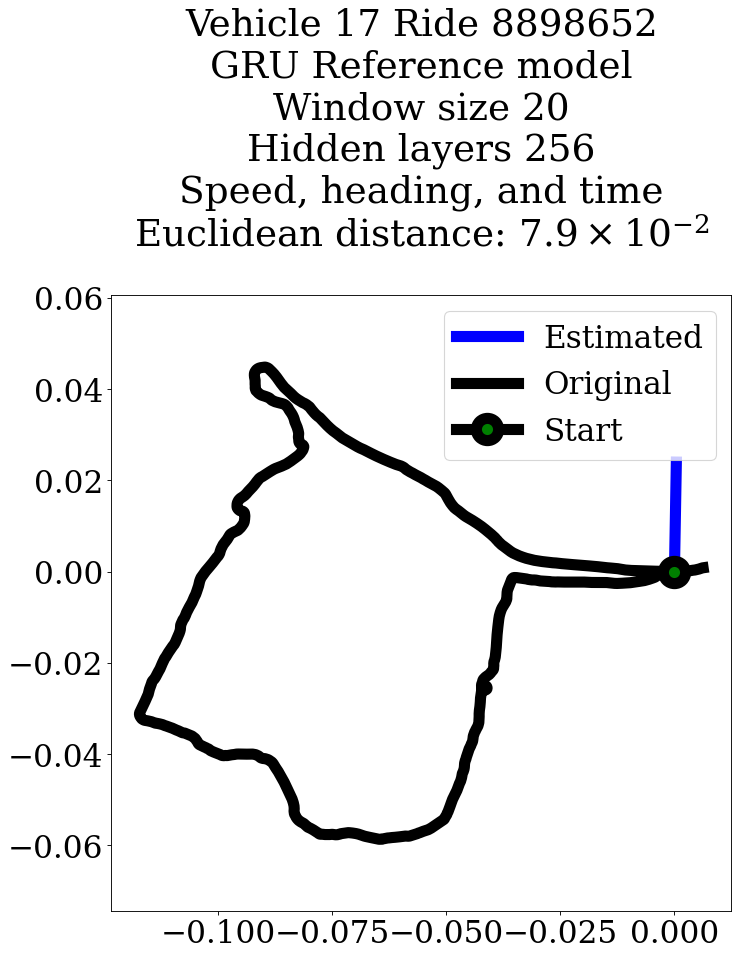 Vehicle 17 Ride 8898652
GRU Reference model
Window size 20
Hidden layers 256
Speed, heading, and time
Euclidean distance: 7.9 × 10⁻²
0.06
0.04
0.02
0.00
−0.02
−0.04
−0.06
Estimated
Original
Start
−0.100 −0.075 −0.050 −0.025 0.000